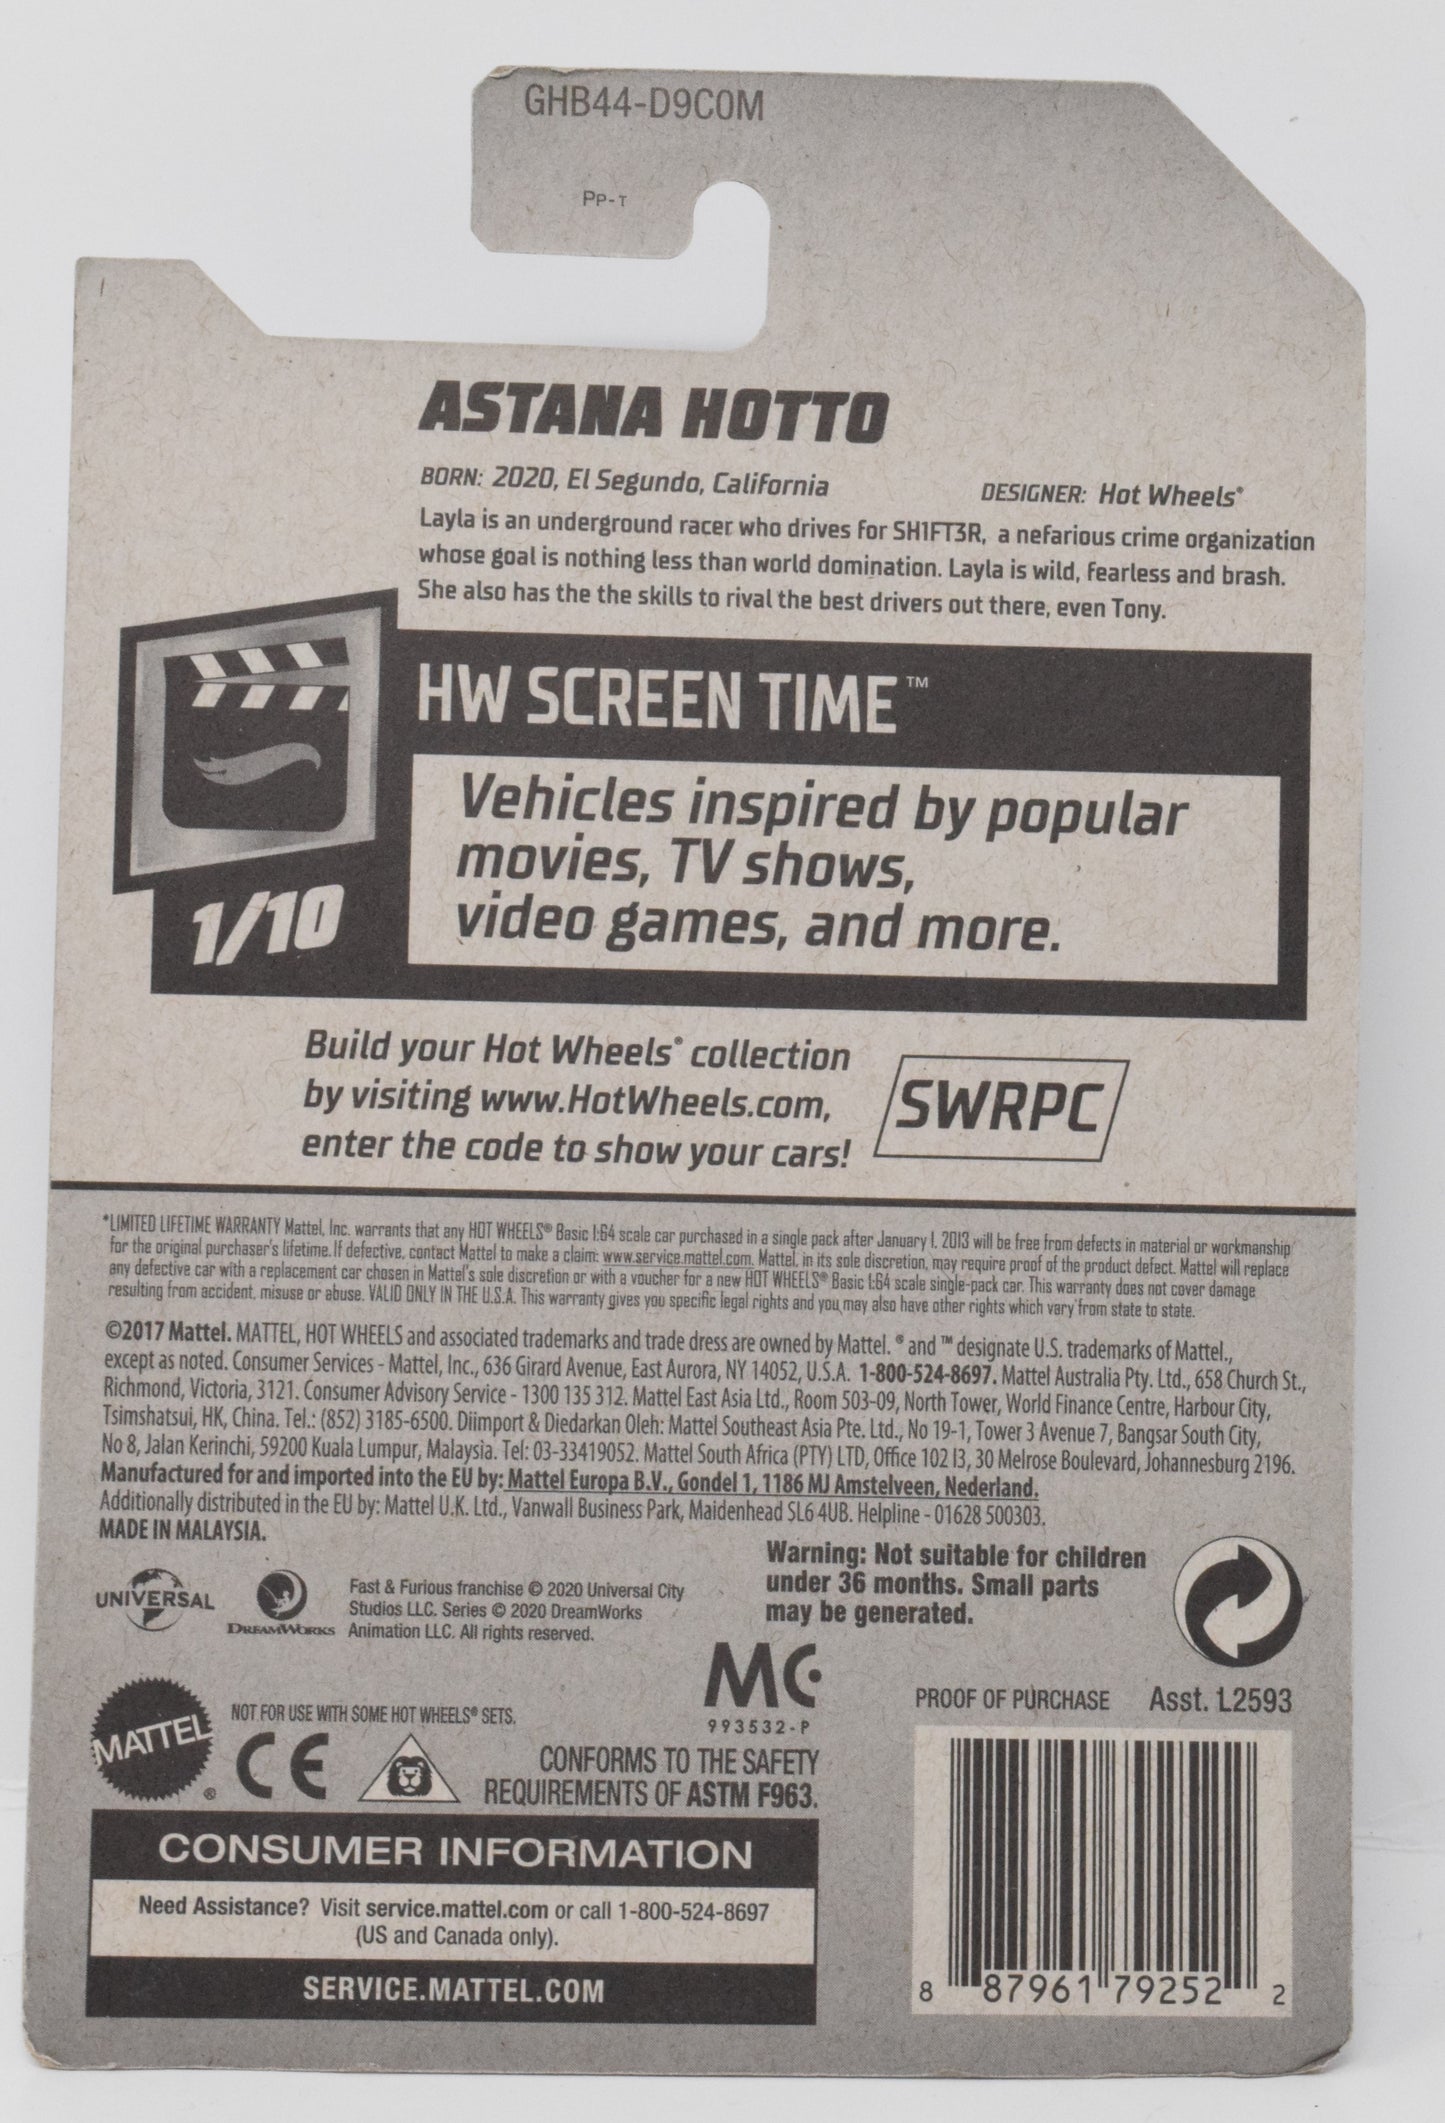 GHB44-D9C0M
PP-T
ASTANA HOTTO
BORN: 2020, El Segundo, California
DESIGNER: Hot Wheels®
Layla is an underground racer who drives for SH1FT3R, a nefarious crime organization
whose goal is nothing less than world domination. Layla is wild, fearless and brash.
She also has the the skills to rival the best drivers out there, even Tony.
HW SCREEN TIME™
Vehicles inspired by popular
movies, TV shows,
video games, and more.
1/10
Build your Hot Wheels® collection
by visiting www.HotWheels.com,
enter the code to show your cars!
SWRPC
*LIMITED LIFETIME WARRANTY Mattel, Inc. warrants that any HOT WHEELS® Basic 1:64 scale car purchased in a single pack after January 1, 2013 will be free from defects in material or workmanship
for the original purchaser's lifetime. If defective, contact Mattel to make a claim: www.service.mattel.com. Mattel, in its sole discretion, may require proof of the product defect. Mattel will replace
any defective car with a replacement car chosen in Mattel's sole discretion or with a voucher for a new HOT WHEELS® Basic 1:64 scale single-pack car. This warranty does not cover damage
resulting from accident, misuse or abuse. VALID ONLY IN THE U.S.A. This warranty gives you specific legal rights and you may also have other rights which vary from state to state.
©2017 Mattel. MATTEL, HOT WHEELS and associated trademarks and trade dress are owned by Mattel. ® and ™ designate U.S. trademarks of Mattel.,
except as noted. Consumer Services - Mattel, Inc., 636 Girard Avenue, East Aurora, NY 14052, U.S.A. 1-800-524-8697. Mattel Australia Pty. Ltd., 658 Church St.,
Richmond, Victoria, 3121. Consumer Advisory Service - 1300 135 312. Mattel East Asia Ltd., Room 503-09, North Tower, World Finance Centre, Harbour City,
Tsimshatsui, HK, China. Tel.: (852) 3185-6500. Diimport & Diedarkan Oleh: Mattel Southeast Asia Pte. Ltd., No 19-1, Tower 3 Avenue 7, Bangsar South City,
No 8, Jalan Kerinchi, 59200 Kuala Lumpur, Malaysia. Tel: 03-33419052. Mattel South Africa (PTY) LTD, Office 102 I3, 30 Melrose Boulevard, Johannesburg 2196.
Manufactured for and imported into the EU by: Mattel Europa B.V., Gondel 1, 1186 MJ Amstelveen, Nederland.
Additionally distributed in the EU by: Mattel U.K. Ltd., Vanwall Business Park, Maidenhead SL6 4UB. Helpline - 01628 500303.
MADE IN MALAYSIA.
Warning: Not suitable for children
under 36 months. Small parts
may be generated.
UNIVERSAL
DREAMWORKS
Fast & Furious franchise © 2020 Universal City
Studios LLC. Series © 2020 DreamWorks
Animation LLC. All rights reserved.
MC
993532-P
PROOF OF PURCHASE Asst. L2593
MATTEL®
NOT FOR USE WITH SOME HOT WHEELS® SETS.
CE
CONFORMS TO THE SAFETY
REQUIREMENTS OF ASTM F963.
CONSUMER INFORMATION
Need Assistance? Visit service.mattel.com or call 1-800-524-8697
(US and Canada only).
SERVICE.MATTEL.COM
8 87961 79252 2